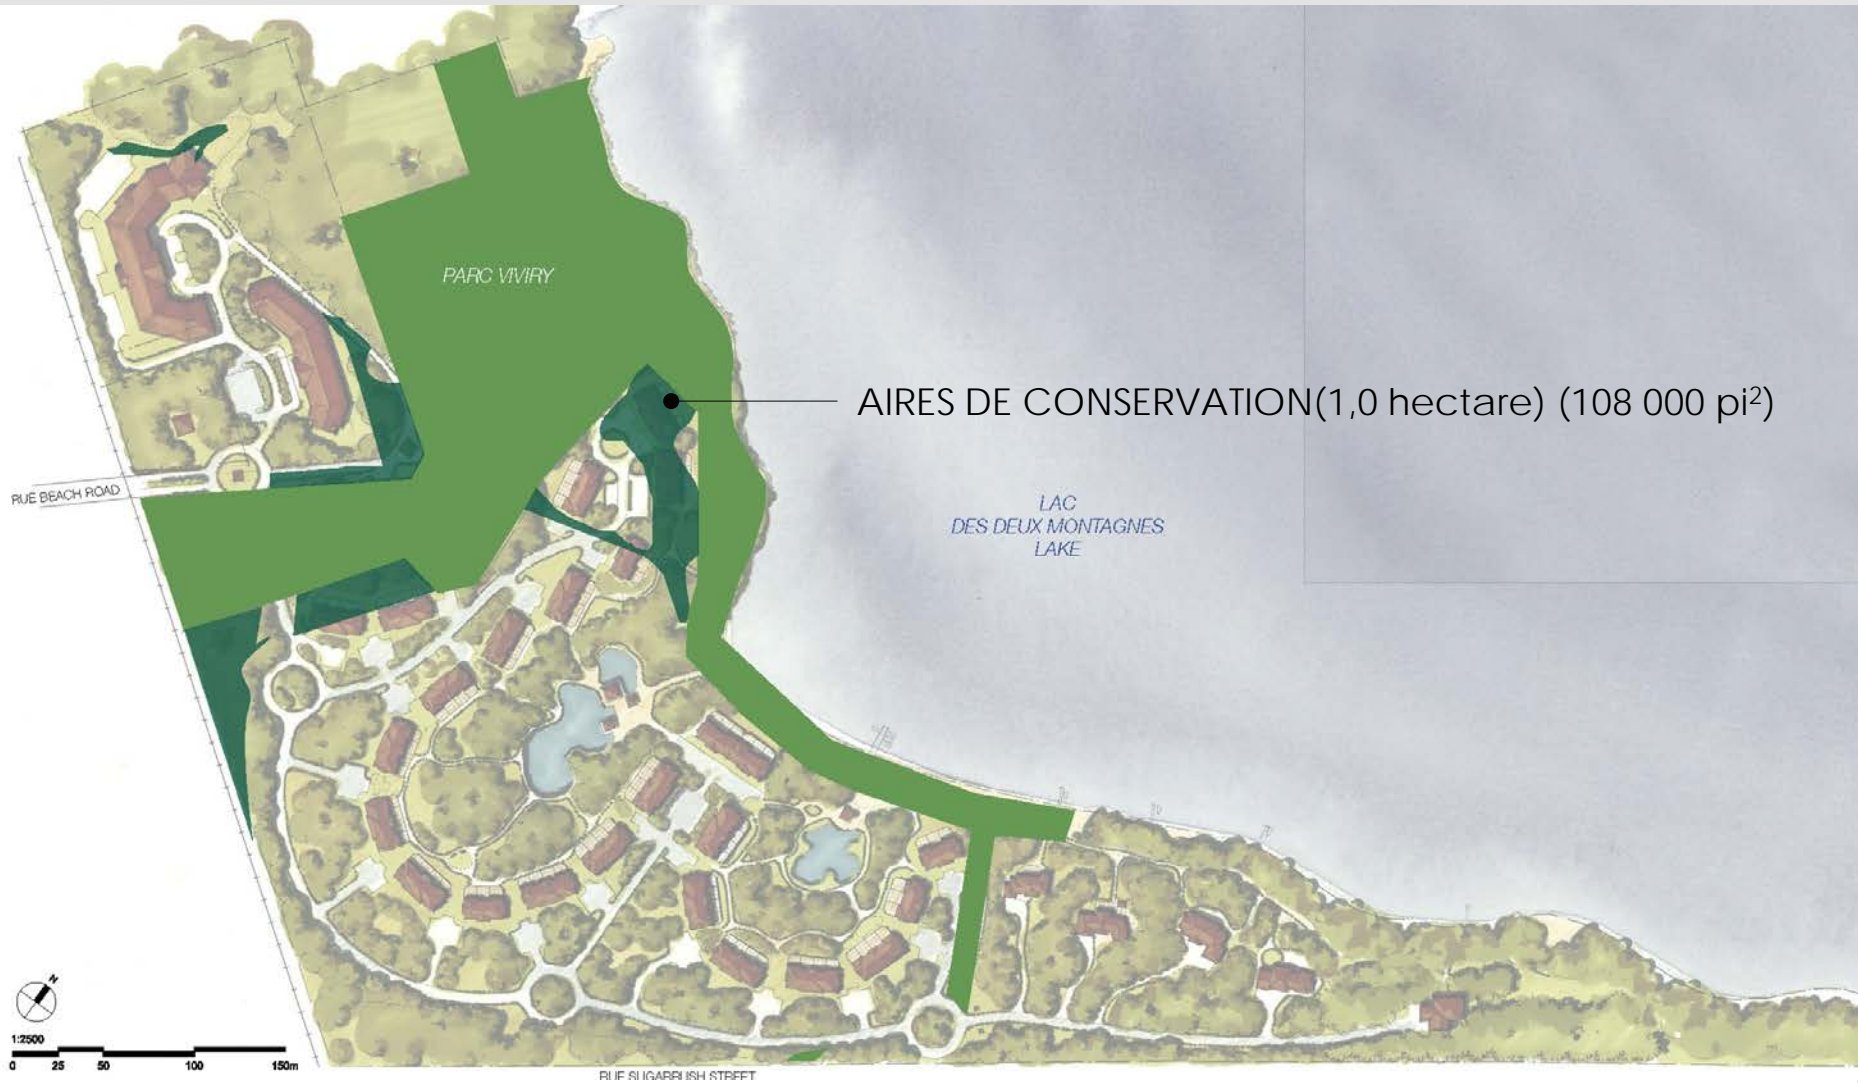 PARC VIVIRY
AIRES DE CONSERVATION(1,0 hectare) (108 000 pi²)
RUE BEACH ROAD
LAC
DES DEUX MONTAGNES
LAKE
N
1:2500
0 25 50 100 150m
RUE SUGARBUSH STREET